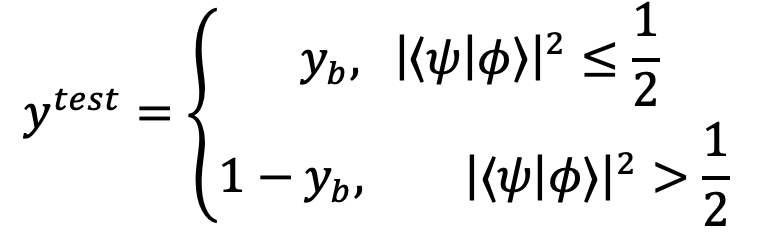 y^{test} = { y_b, |⟨ψ|ϕ⟩|² ≤ 1/2
1 − y_b, |⟨ψ|ϕ⟩|² > 1/2